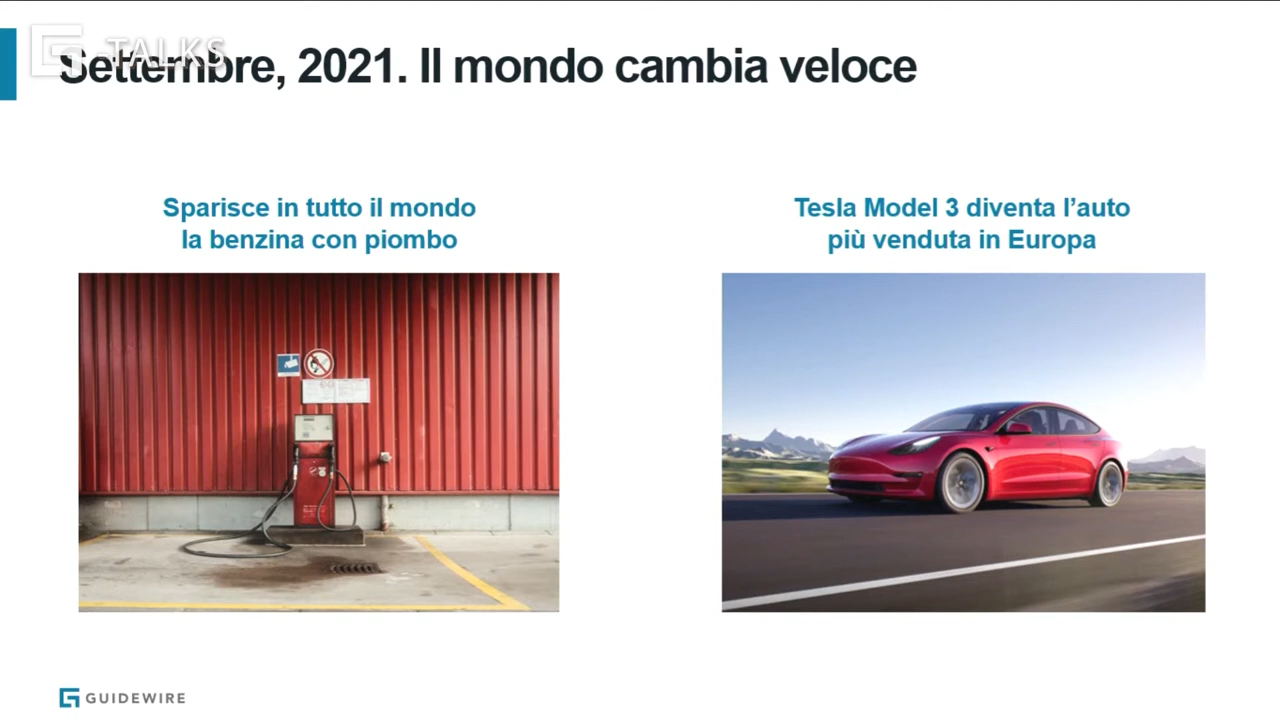 G-TALKS
Settembre, 2021. Il mondo cambia veloce
Sparisce in tutto il mondo
la benzina con piombo
Tesla Model 3 diventa l’auto
più venduta in Europa
GUIDEWIRE